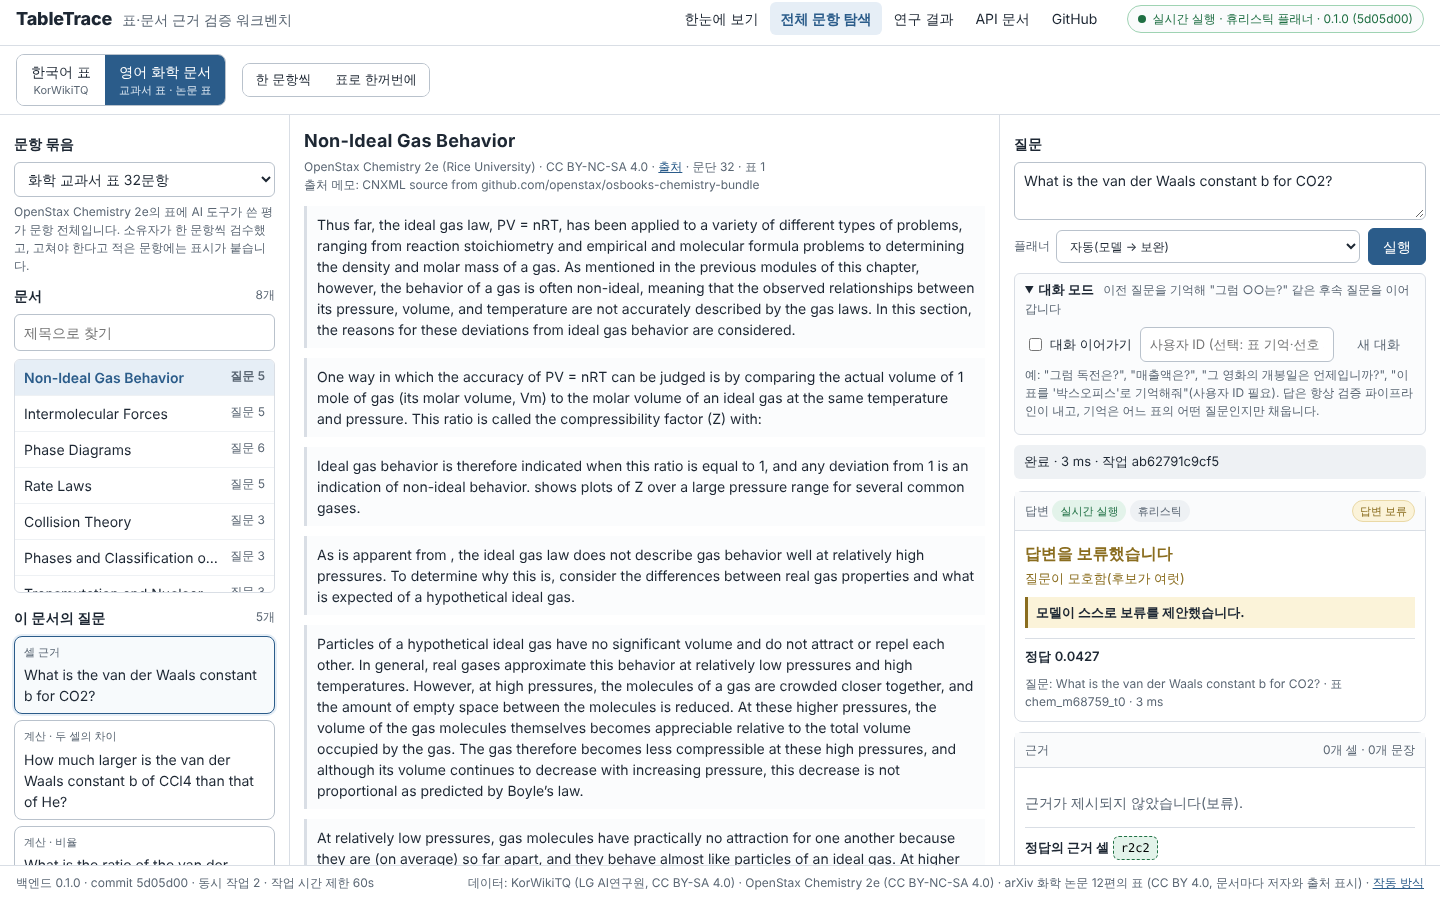 TableTrace 표·문서 근거 검증 워크벤치
한눈에 보기 전체 문항 탐색 연구 결과 API 문서 GitHub 실시간 실행 · 휴리스틱 플래너 · 0.1.0 (5d05d00)
한국어 표
KorWikiTQ
영어 화학 문서
교과서 표 · 논문 표
한 문항씩 표로 한꺼번에
문항 묶음
화학 교과서 표 32문항
OpenStax Chemistry 2e의 표에 AI 도구가 쓴 평
가 문항 전체입니다. 소유자가 한 문항씩 검수했
고, 고쳐야 한다고 적은 문항에는 표시가 붙습니
다.
문서 8개
제목으로 찾기
Non-Ideal Gas Behavior 질문 5
Intermolecular Forces 질문 5
Phase Diagrams 질문 6
Rate Laws 질문 5
Collision Theory 질문 3
Phases and Classification o... 질문 3
이 문서의 질문 5개
셀 근거
What is the van der Waals constant
b for CO2?
계산 · 두 셀의 차이
How much larger is the van der
Waals constant b of CCl4 than that
of He?
계산 · 비율
What is the ratio of the van der
Non-Ideal Gas Behavior
OpenStax Chemistry 2e (Rice University) · CC BY-NC-SA 4.0 · 출처 · 문단 32 · 표 1
출처 메모: CNXML source from github.com/openstax/osbooks-chemistry-bundle
Thus far, the ideal gas law, PV = nRT, has been applied to a variety of different types of problems,
ranging from reaction stoichiometry and empirical and molecular formula problems to determining
the density and molar mass of a gas. As mentioned in the previous modules of this chapter,
however, the behavior of a gas is often non-ideal, meaning that the observed relationships between
its pressure, volume, and temperature are not accurately described by the gas laws. In this section,
the reasons for these deviations from ideal gas behavior are considered.
One way in which the accuracy of PV = nRT can be judged is by comparing the actual volume of 1
mole of gas (its molar volume, Vm) to the molar volume of an ideal gas at the same temperature
and pressure. This ratio is called the compressibility factor (Z) with:
Ideal gas behavior is therefore indicated when this ratio is equal to 1, and any deviation from 1 is an
indication of non-ideal behavior. shows plots of Z over a large pressure range for several common
gases.
As is apparent from , the ideal gas law does not describe gas behavior well at relatively high
pressures. To determine why this is, consider the differences between real gas properties and what
is expected of a hypothetical ideal gas.
Particles of a hypothetical ideal gas have no significant volume and do not attract or repel each
other. In general, real gases approximate this behavior at relatively low pressures and high
temperatures. However, at high pressures, the molecules of a gas are crowded closer together, and
the amount of empty space between the molecules is reduced. At these higher pressures, the
volume of the gas molecules themselves becomes appreciable relative to the total volume
occupied by the gas. The gas therefore becomes less compressible at these high pressures, and
although its volume continues to decrease with increasing pressure, this decrease is not
proportional as predicted by Boyle’s law.
At relatively low pressures, gas molecules have practically no attraction for one another because
they are (on average) so far apart, and they behave almost like particles of an ideal gas. At higher
질문
What is the van der Waals constant b for CO2?
플래너 자동(모델 → 보완) 실행
▼ 대화 모드 이전 질문을 기억해 "그럼 ○○는?" 같은 후속 질문을 이어
갑니다
대화 이어가기 사용자 ID (선택: 표 기억·선호 새 대화
예: "그럼 독전은?", "매출액은?", "그 영화의 개봉일은 언제입니까?", "이
표를 '박스오피스'로 기억해줘"(사용자 ID 필요). 답은 항상 검증 파이프라
인이 내고, 기억은 어느 표의 어떤 질문인지만 채웁니다.
완료 · 3 ms · 작업 ab62791c9cf5
답변 실시간 실행 휴리스틱 답변 보류
답변을 보류했습니다
질문이 모호함(후보가 여럿)
모델이 스스로 보류를 제안했습니다.
정답 0.0427
질문: What is the van der Waals constant b for CO2? · 표
chem_m68759_t0 · 3 ms
근거 0개 셀 · 0개 문장
근거가 제시되지 않았습니다(보류).
정답의 근거 셀 r2c2
백엔드 0.1.0 · commit 5d05d00 · 동시 작업 2 · 작업 시간 제한 60s
데이터: KorWikiTQ (LG AI연구원, CC BY-SA 4.0) · OpenStax Chemistry 2e (CC BY-NC-SA 4.0) · arXiv 화학 논문 12편의 표 (CC BY 4.0, 문서마다 저자와 출처 표시) · 작동 방식